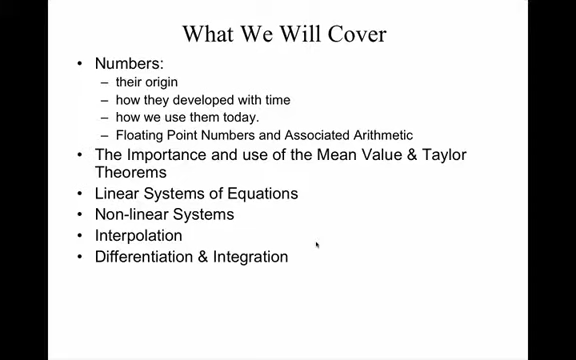 What We Will Cover
• Numbers:
– their origin
– how they developed with time
– how we use them today.
– Floating Point Numbers and Associated Arithmetic
• The Importance and use of the Mean Value & Taylor
Theorems
• Linear Systems of Equations
• Non-linear Systems
• Interpolation
• Differentiation & Integration